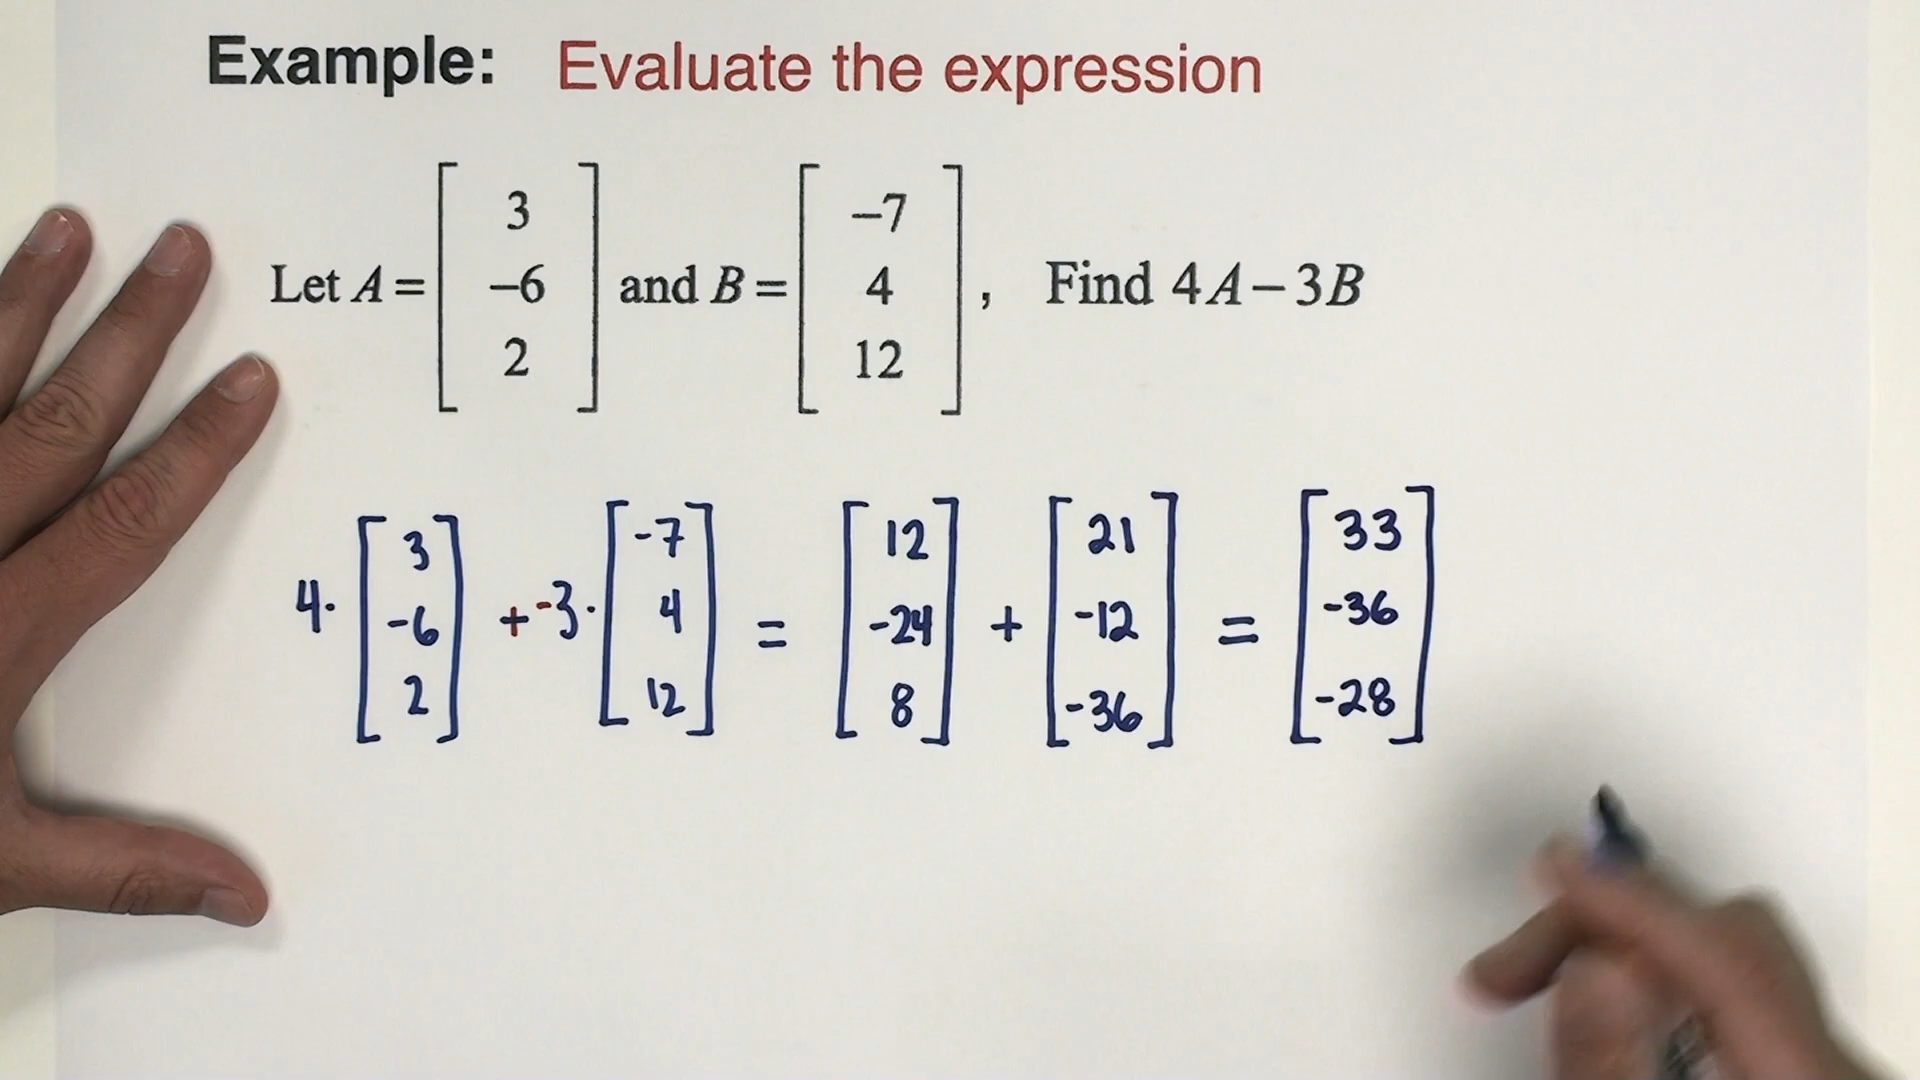 Example: Evaluate the expression
Let A = [ 3 -6 2 ] and B = [ -7 4 12 ] , Find 4A – 3B
4· [ 3 -6 2 ] + -3· [ -7 4 12 ] = [ 12 -24 8 ] + [ 21 -12 -36 ] = [ 33 -36 -28 ]